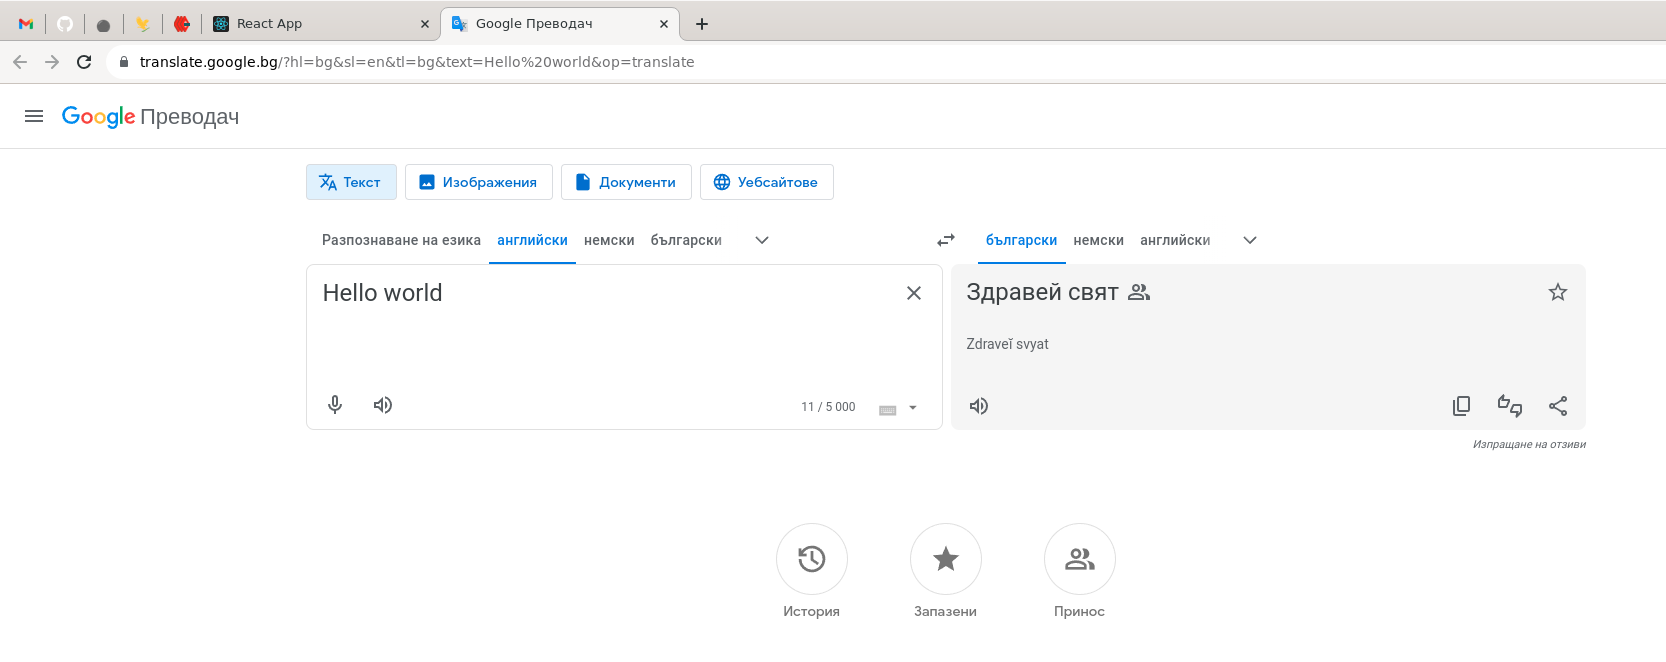 React App
Google Преводач
translate.google.bg/?hl=bg&sl=en&tl=bg&text=Hello%20world&op=translate
Google Преводач
Текст Изображения Документи Уебсайтове
Разпознаване на езика английски немски български
български немски английски
Hello world
Здравей свят
Zdraveĭ svyat
11 / 5 000
Изпращане на отзиви
История Запазени Принос